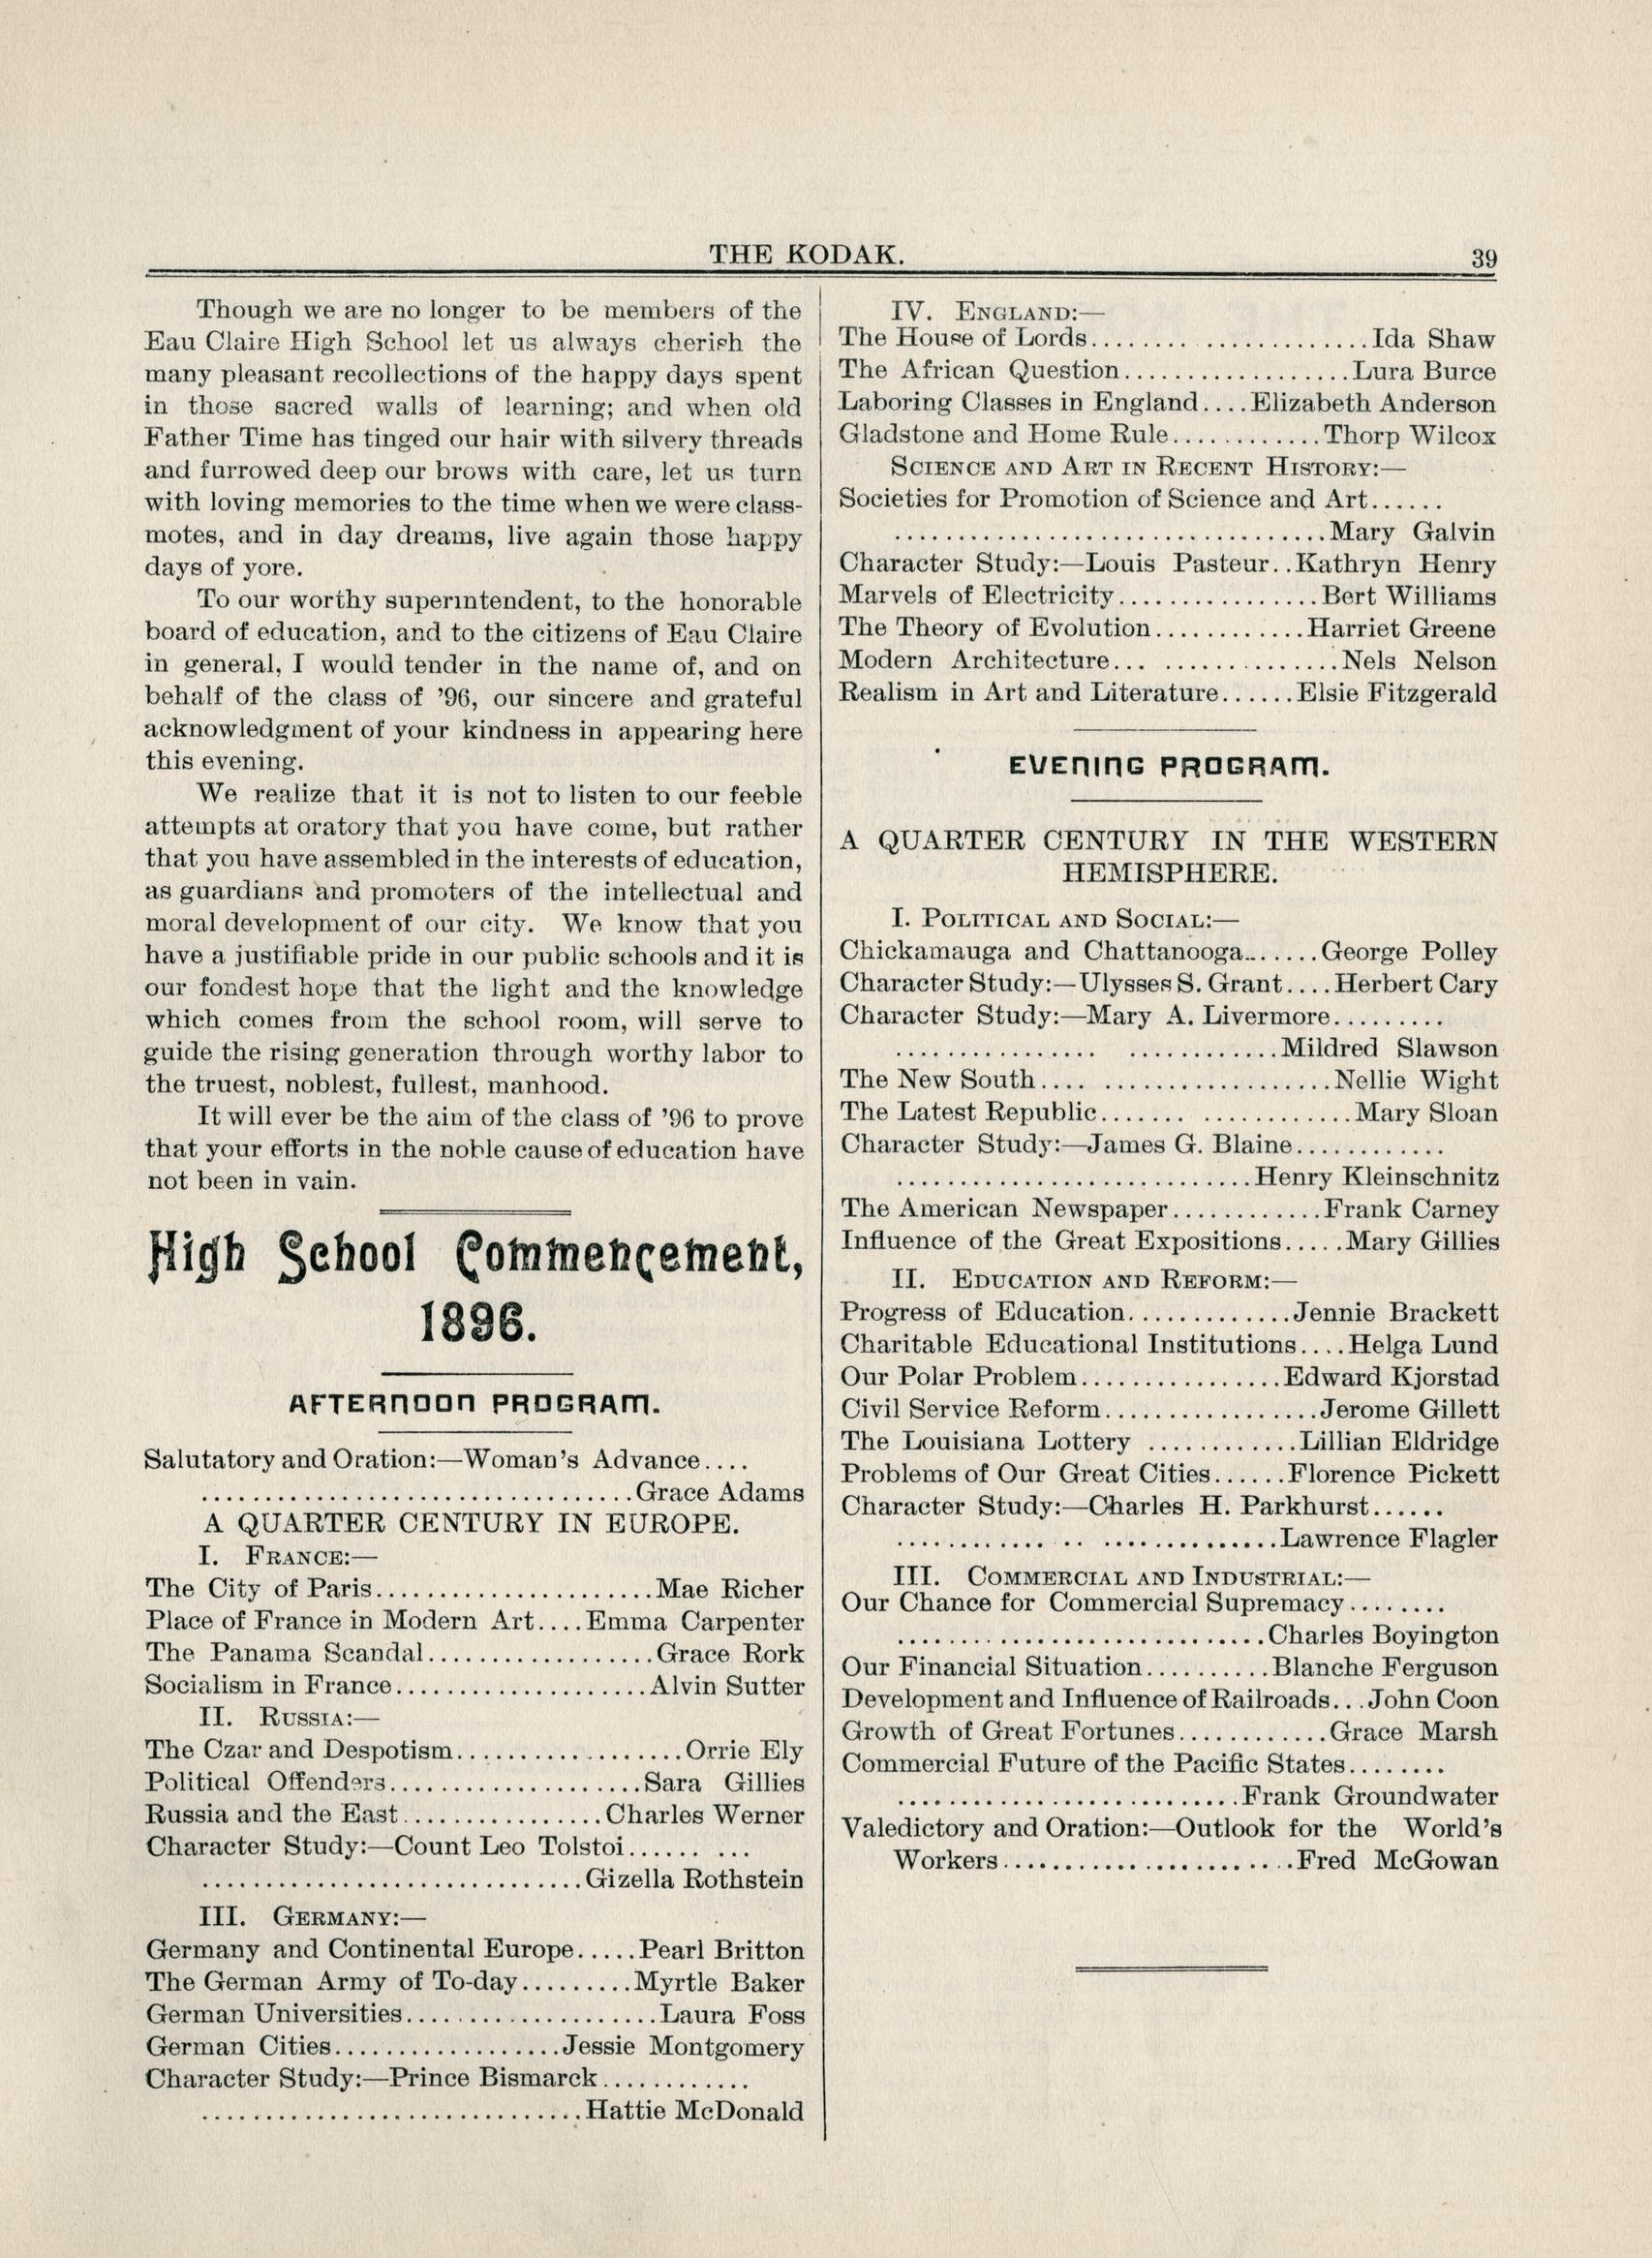 THE KODAK.
39
Though we are no longer to be members of the
Eau Claire High School let us always cherish the
many pleasant recollections of the happy days spent
in those sacred walls of learning; and when old
Father Time has tinged our hair with silvery threads
and furrowed deep our brows with care, let us turn
with loving memories to the time when we were class-
motes, and in day dreams, live again those happy
days of yore.
To our worthy superintendent, to the honorable
board of education, and to the citizens of Eau Claire
in general, I would tender in the name of, and on
behalf of the class of '96, our sincere and grateful
acknowledgment of your kindness in appearing here
this evening.
We realize that it is not to listen to our feeble
attempts at oratory that you have come, but rather
that you have assembled in the interests of education,
as guardians and promoters of the intellectual and
moral development of our city. We know that you
have a justifiable pride in our public schools and it is
our fondest hope that the light and the knowledge
which comes from the school room, will serve to
guide the rising generation through worthy labor to
the truest, noblest, fullest, manhood.
It will ever be the aim of the class of '96 to prove
that your efforts in the noble cause of education have
not been in vain.
High School Commencement,
1896.
AFTERNOON PROGRAM.
Salutatory and Oration:—Woman's Advance....
..................................Grace Adams
A QUARTER CENTURY IN EUROPE.
I. FRANCE:—
The City of Paris......................Mae Richer
Place of France in Modern Art....Emma Carpenter
The Panama Scandal..................Grace Rork
Socialism in France....................Alvin Sutter
II. RUSSIA:—
The Czar and Despotism..................Orrie Ely
Political Offenders....................Sara Gillies
Russia and the East................Charles Werner
Character Study:—Count Leo Tolstoi...... ...
..............................Gizella Rothstein
III. GERMANY:—
Germany and Continental Europe.....Pearl Britton
The German Army of To-day.........Myrtle Baker
German Universities....................Laura Foss
German Cities..................Jessie Montgomery
Character Study:—Prince Bismarck............
..............................Hattie McDonald
IV. ENGLAND:—
The House of Lords........ .............Ida Shaw
The African Question..................Lura Burce
Laboring Classes in England....Elizabeth Anderson
Gladstone and Home Rule............Thorp Wilcox
SCIENCE AND ART IN RECENT HISTORY:—
Societies for Promotion of Science and Art......
..................................Mary Galvin
Character Study:—Louis Pasteur..Kathryn Henry
Marvels of Electricity................Bert Williams
The Theory of Evolution............Harriet Greene
Modern Architecture... ..............Nels Nelson
Realism in Art and Literature......Elsie Fitzgerald
EVENING PROGRAM.
A QUARTER CENTURY IN THE WESTERN
HEMISPHERE.
I. POLITICAL AND SOCIAL:—
Chickamauga and Chattanooga.......George Polley
Character Study:—Ulysses S. Grant....Herbert Cary
Character Study:—Mary A. Livermore.........
................ ............Mildred Slawson
The New South.... ..................Nellie Wight
The Latest Republic....... ............Mary Sloan
Character Study:—James G. Blaine............
............................Henry Kleinschnitz
The American Newspaper............Frank Carney
Influence of the Great Expositions.....Mary Gillies
II. EDUCATION AND REFORM:—
Progress of Education.............Jennie Brackett
Charitable Educational Institutions....Helga Lund
Our Polar Problem................Edward Kjorstad
Civil Service Reform.................Jerome Gillett
The Louisiana Lottery ............Lillian Eldridge
Problems of Our Great Cities......Florence Pickett
Character Study:—Charles H. Parkhurst......
............ .. ..............Lawrence Flagler
III. COMMERCIAL AND INDUSTRIAL:—
Our Chance for Commercial Supremacy........
.............................Charles Boyington
Our Financial Situation..........Blanche Ferguson
Development and Influence of Railroads...John Coon
Growth of Great Fortunes............Grace Marsh
Commercial Future of the Pacific States........
...........................Frank Groundwater
Valedictory and Oration:—Outlook for the World's
Workers.......................Fred McGowan